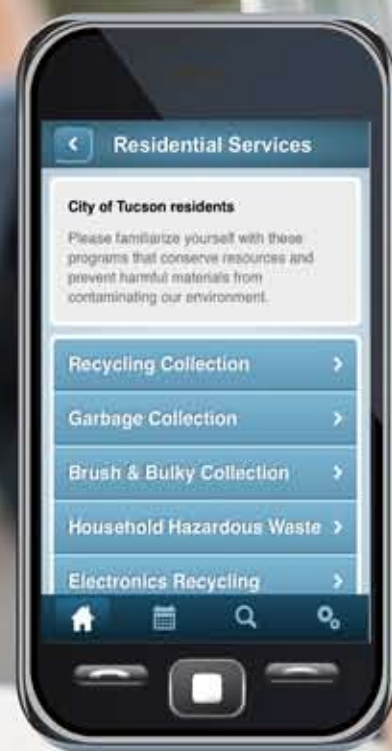 Residential Services
City of Tucson residents
Please familiarize yourself with these
programs that conserve resources and
prevent harmful materials from
contaminating our environment.
Recycling Collection
Garbage Collection
Brush & Bulky Collection
Household Hazardous Waste
Electronics Recycling